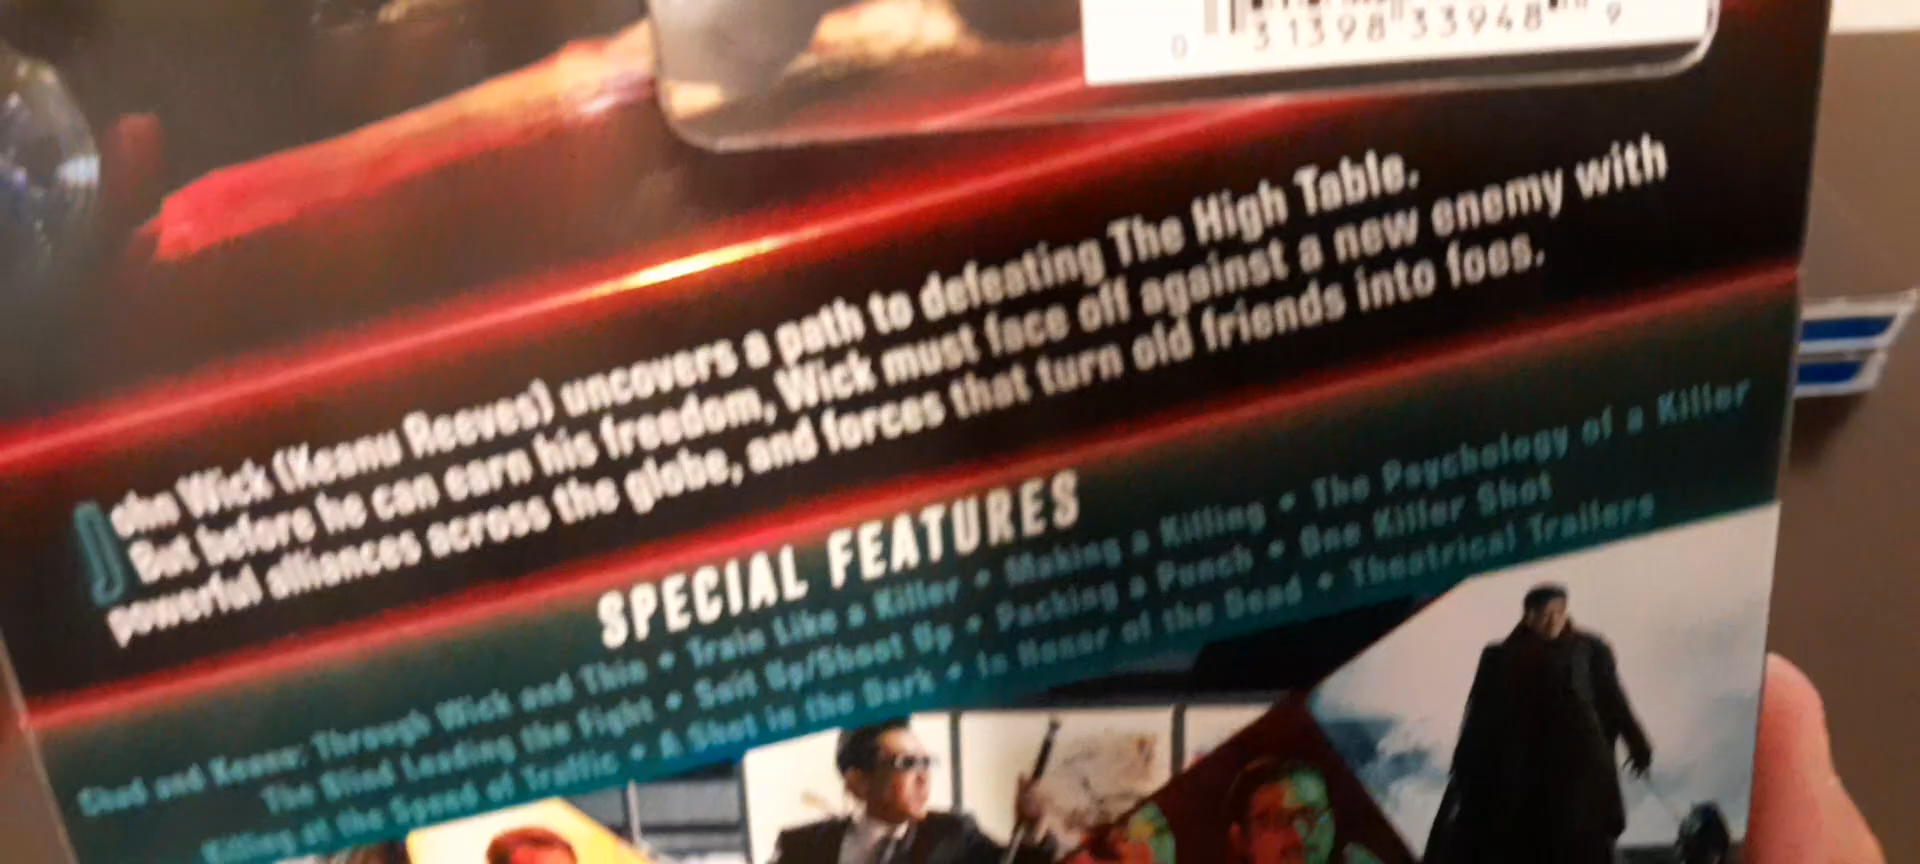 0 31398 33948 9
John Wick (Keanu Reeves) uncovers a path to defeating The High Table.
But before he can earn his freedom, Wick must face off against a new enemy with
powerful alliances across the globe, and forces that turn old friends into foes.
SPECIAL FEATURES
Chad and Keanu: Through Wick and Thin • Train Like a Killer • Making a Killing • The Psychology of a Killer
The Blind Leading the Fight • Suit Up/Shoot Up • Packing a Punch • One Killer Shot
Killing at the Speed of Traffic • A Shot in the Dark • In Honor of the Dead • Theatrical Trailers